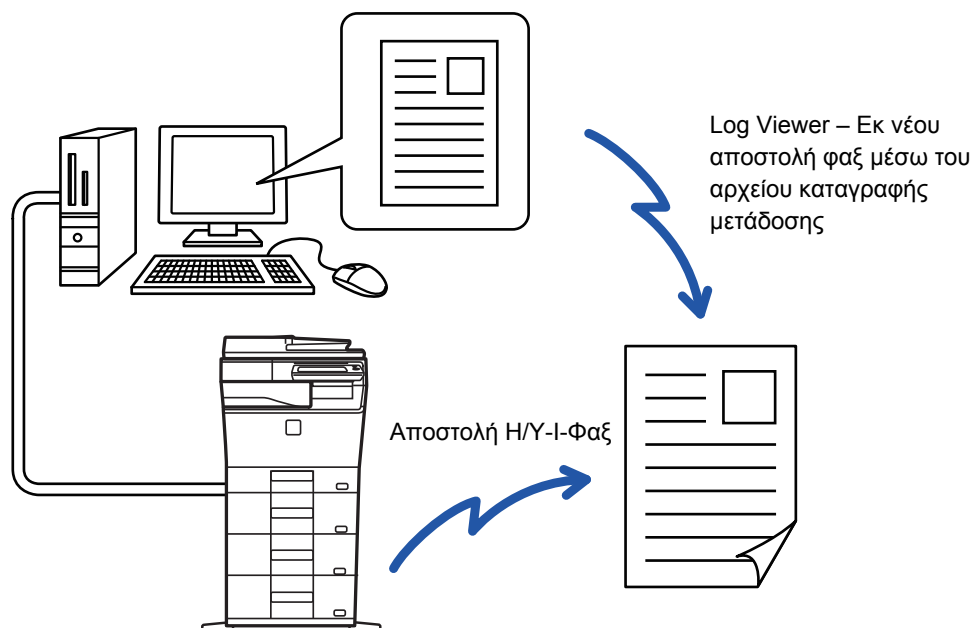 Log Viewer – Εκ νέου
αποστολή φαξ μέσω του
αρχείου καταγραφής
μετάδοσης
Αποστολή Η/Υ-Ι-Φαξ